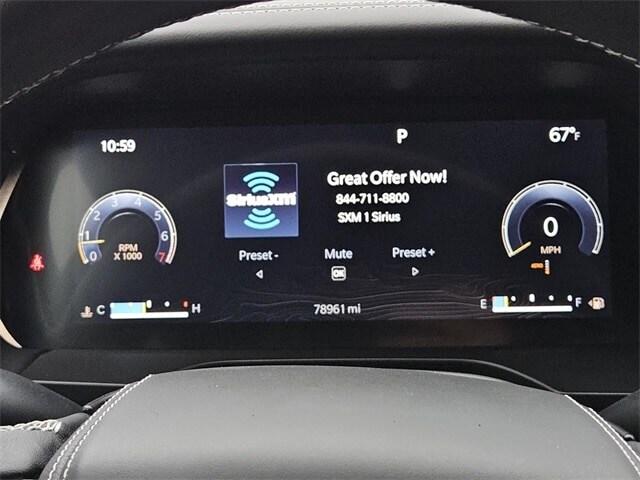 10:59
P
67°F
SiriusXM
Great Offer Now!
844-711-8800
SXM 1 Sirius
Preset -
Mute
Preset +
OK
0
1
2
3
4
5
6
7
RPM
X 1000
0
MPH
C
H
78961 mi
E
F